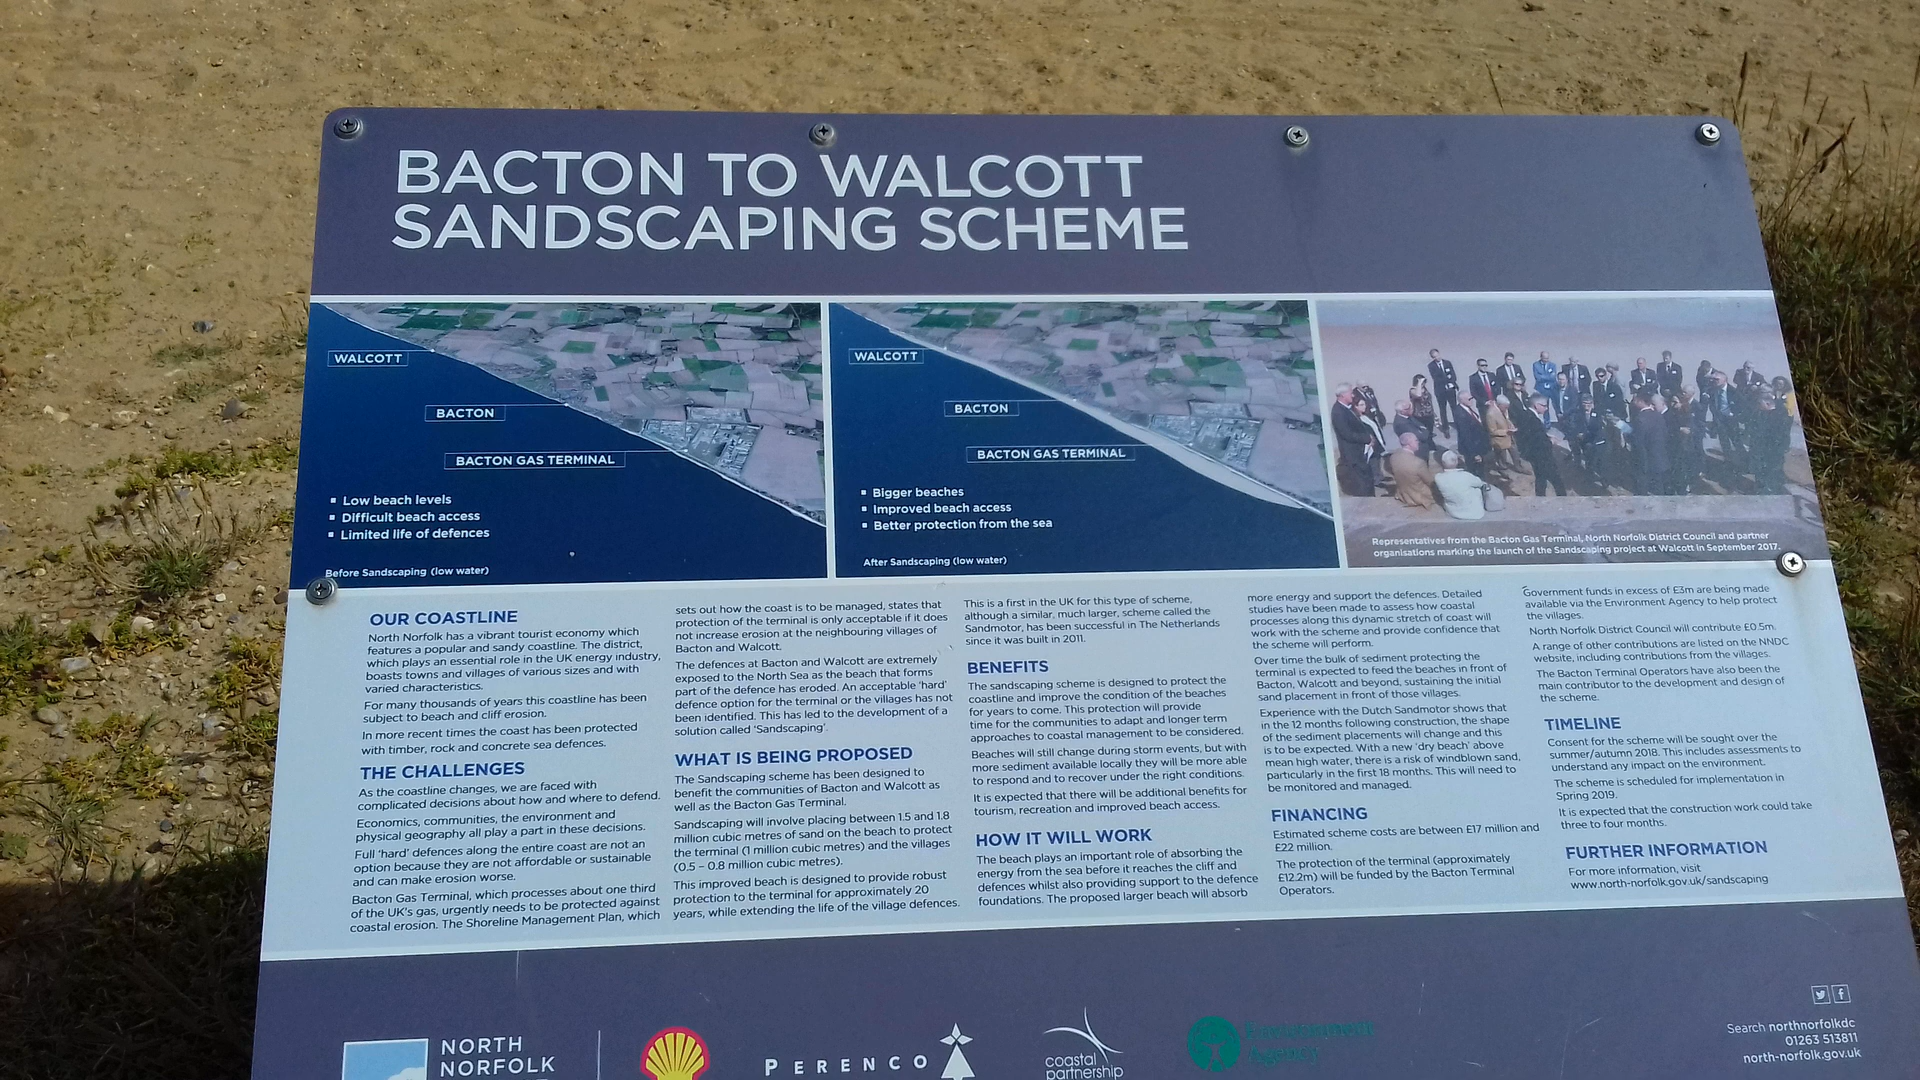 BACTON TO WALCOTT
SANDSCAPING SCHEME
WALCOTT
BACTON
BACTON GAS TERMINAL
Low beach levels
Difficult beach access
Limited life of defences
Before Sandscaping (low water)
WALCOTT
BACTON
BACTON GAS TERMINAL
Bigger beaches
Improved beach access
Better protection from the sea
After Sandscaping (low water)
Representatives from the Bacton Gas Terminal, North Norfolk District Council and partner
organisations marking the launch of the Sandscaping project at Walcott in September 2017.
OUR COASTLINE
North Norfolk has a vibrant tourist economy which
features a popular and sandy coastline. The district,
which plays an essential role in the UK energy industry,
boasts towns and villages of various sizes and with
varied characteristics.
For many thousands of years this coastline has been
subject to beach and cliff erosion.
In more recent times the coast has been protected
with timber, rock and concrete sea defences.
THE CHALLENGES
As the coastline changes, we are faced with
complicated decisions about how and where to defend.
Economics, communities, the environment and
physical geography all play a part in these decisions.
Full 'hard' defences along the entire coast are not an
option because they are not affordable or sustainable
and can make erosion worse.
Bacton Gas Terminal, which processes about one third
of the UK's gas, urgently needs to be protected against
coastal erosion. The Shoreline Management Plan, which
sets out how the coast is to be managed, states that
protection of the terminal is only acceptable if it does
not increase erosion at the neighbouring villages of
Bacton and Walcott.
The defences at Bacton and Walcott are extremely
exposed to the North Sea as the beach that forms
part of the defence has eroded. An acceptable 'hard'
defence option for the terminal or the villages has not
been identified. This has led to the development of a
solution called 'Sandscaping'.
WHAT IS BEING PROPOSED
The Sandscaping scheme has been designed to
benefit the communities of Bacton and Walcott as
well as the Bacton Gas Terminal.
Sandscaping will involve placing between 1.5 and 1.8
million cubic metres of sand on the beach to protect
the terminal (1 million cubic metres) and the villages
(0.5 – 0.8 million cubic metres).
This improved beach is designed to provide robust
protection to the terminal for approximately 20
years, while extending the life of the village defences.
This is a first in the UK for this type of scheme,
although a similar, much larger, scheme called the
Sandmotor, has been successful in The Netherlands
since it was built in 2011.
BENEFITS
The sandscaping scheme is designed to protect the
coastline and improve the condition of the beaches
for years to come. This protection will provide
time for the communities to adapt and longer term
approaches to coastal management to be considered.
Beaches will still change during storm events, but with
more sediment available locally they will be more able
to respond and to recover under the right conditions.
It is expected that there will be additional benefits for
tourism, recreation and improved beach access.
HOW IT WILL WORK
The beach plays an important role of absorbing the
energy from the sea before it reaches the cliff and
defences whilst also providing support to the defence
foundations. The proposed larger beach will absorb
more energy and support the defences. Detailed
studies have been made to assess how coastal
processes along this dynamic stretch of coast will
work with the scheme and provide confidence that
the scheme will perform.
Over time the bulk of sediment protecting the
terminal is expected to feed the beaches in front of
Bacton, Walcott and beyond, sustaining the initial
sand placement in front of those villages.
Experience with the Dutch Sandmotor shows that
in the 12 months following construction, the shape
of the sediment placements will change and this
is to be expected. With a new 'dry beach' above
mean high water, there is a risk of windblown sand,
particularly in the first 18 months. This will need to
be monitored and managed.
FINANCING
Estimated scheme costs are between £17 million and
£22 million.
The protection of the terminal (approximately
£12.2m) will be funded by the Bacton Terminal
Operators.
Government funds in excess of £3m are being made
available via the Environment Agency to help protect
the villages.
North Norfolk District Council will contribute £0.5m.
A range of other contributions are listed on the NNDC
website, including contributions from the villages.
The Bacton Terminal Operators have also been the
main contributor to the development and design of
the scheme.
TIMELINE
Consent for the scheme will be sought over the
summer/autumn 2018. This includes assessments to
understand any impact on the environment.
The scheme is scheduled for implementation in
Spring 2019.
It is expected that the construction work could take
three to four months.
FURTHER INFORMATION
For more information, visit
www.north-norfolk.gov.uk/sandscaping
NORTH
NORFOLK
PERENCO
coastal
partnership
Environment
Agency
Search northnorfolkdc
01263 513811
north-norfolk.gov.uk